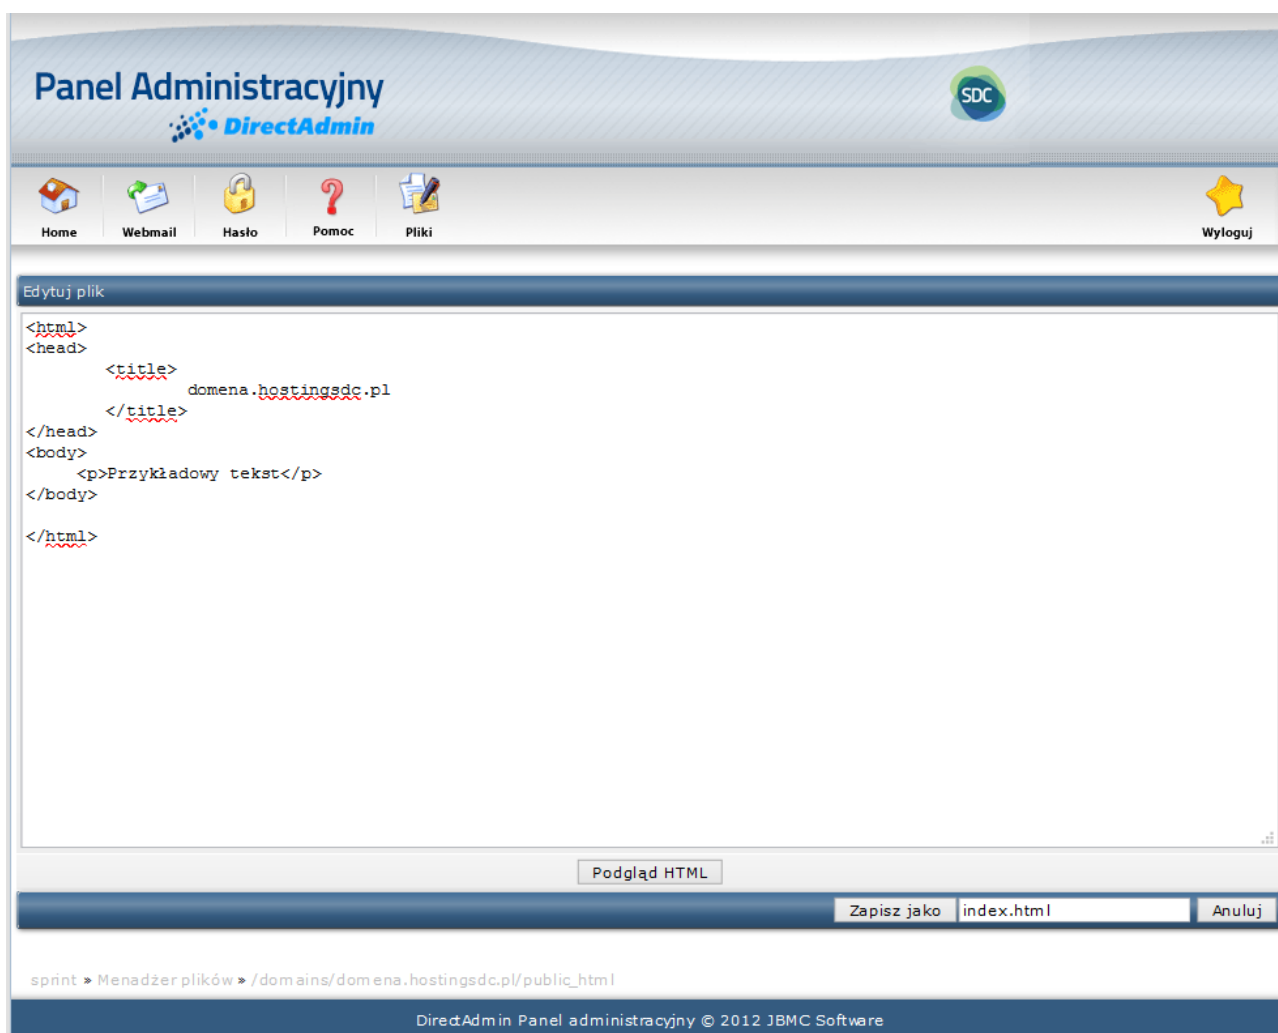 Panel Administracyjny
DirectAdmin
SDC
Home Webmail Hasło Pomoc Pliki Wyloguj
Edytuj plik
<html>
<head>
<title>
domena.hostingsdc.pl
</title>
</head>
<body>
<p>Przykładowy tekst</p>
</body>
</html>
Podgląd HTML
Zapisz jako index.html Anuluj
sprint » Menadżer plików » /domains/domena.hostingsdc.pl/public_html
DirectAdmin Panel administracyjny © 2012 JBMC Software